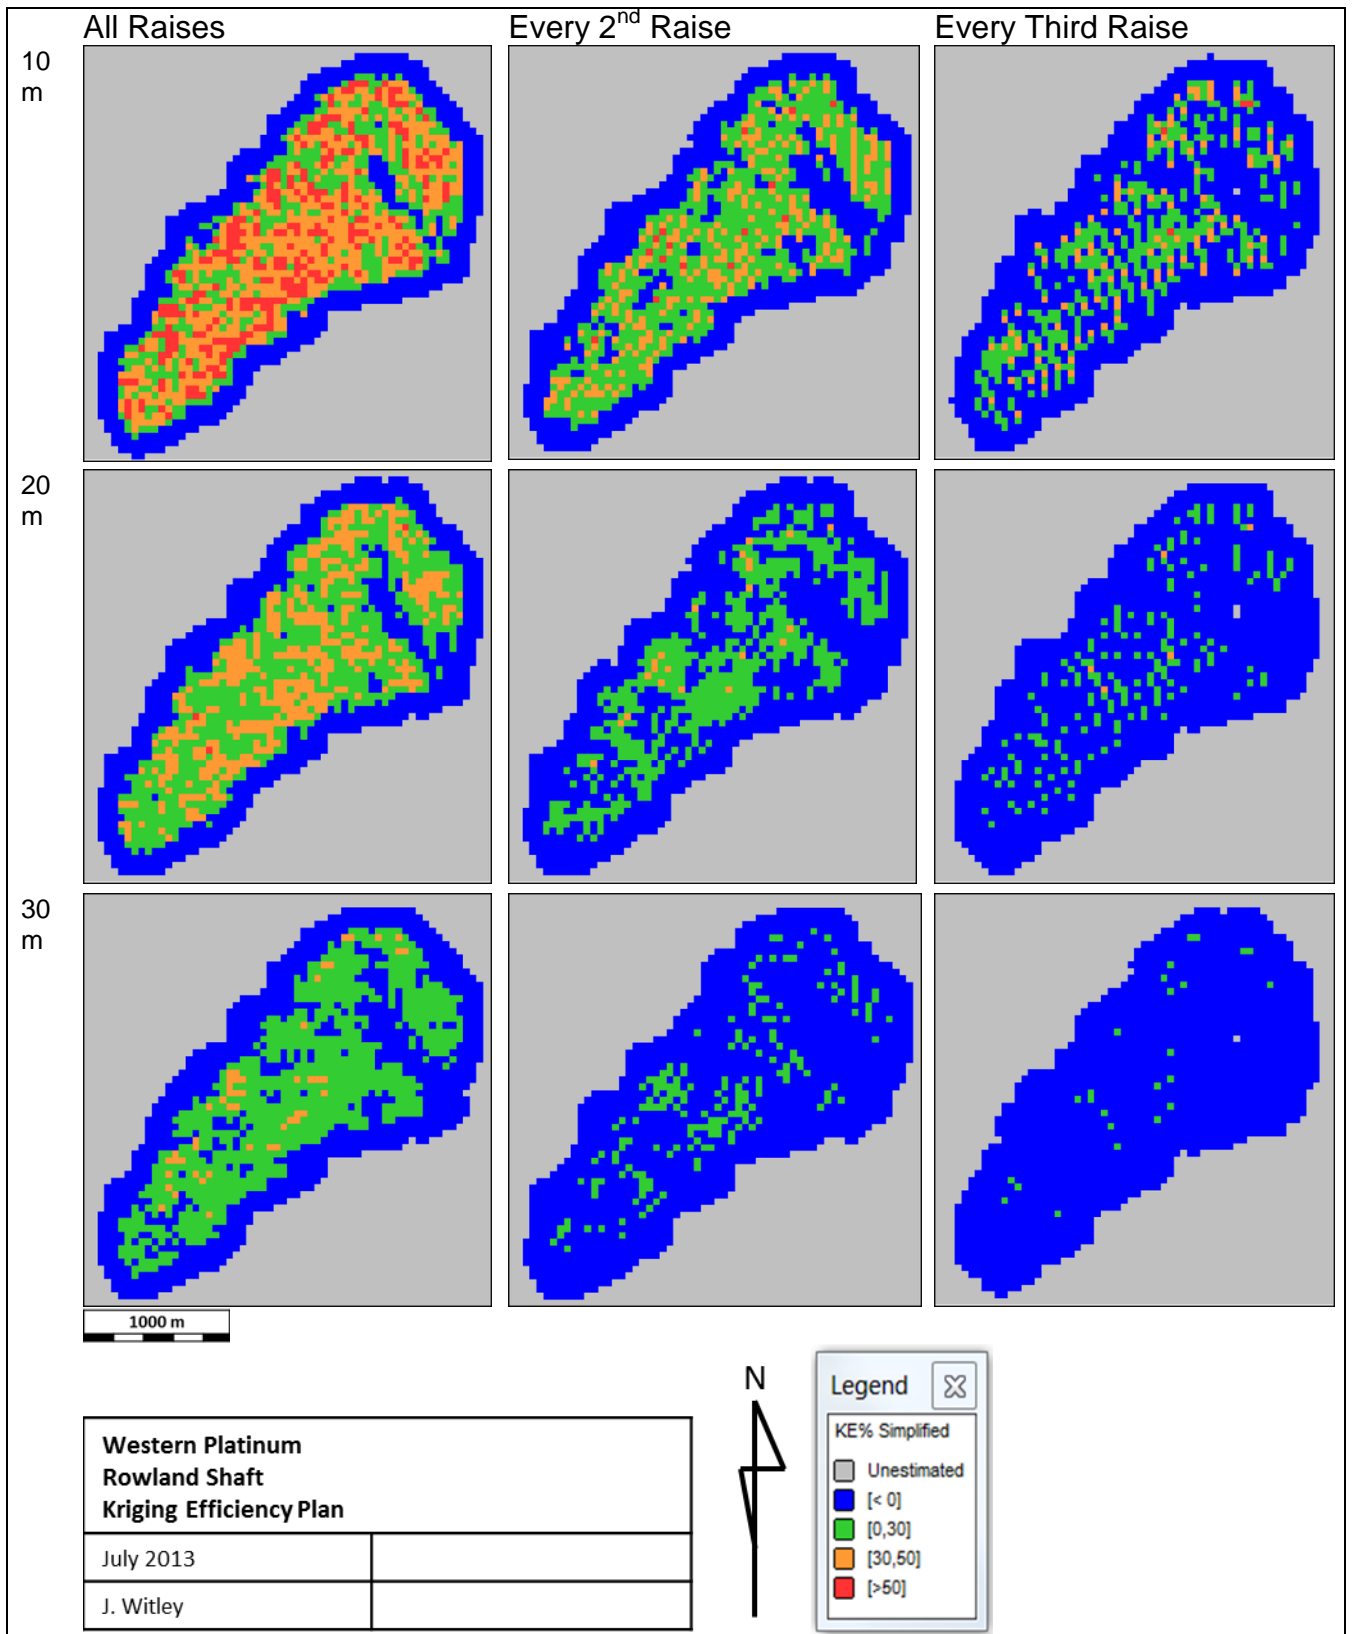 All Raises
Every 2nd Raise
Every Third Raise
10
m
20
m
30
m
1000 m
N
Legend
KE% Simplified
Unestimated
[< 0]
[0,30]
[30,50]
[>50]
Western Platinum
Rowland Shaft
Kriging Efficiency Plan
July 2013
J. Witley